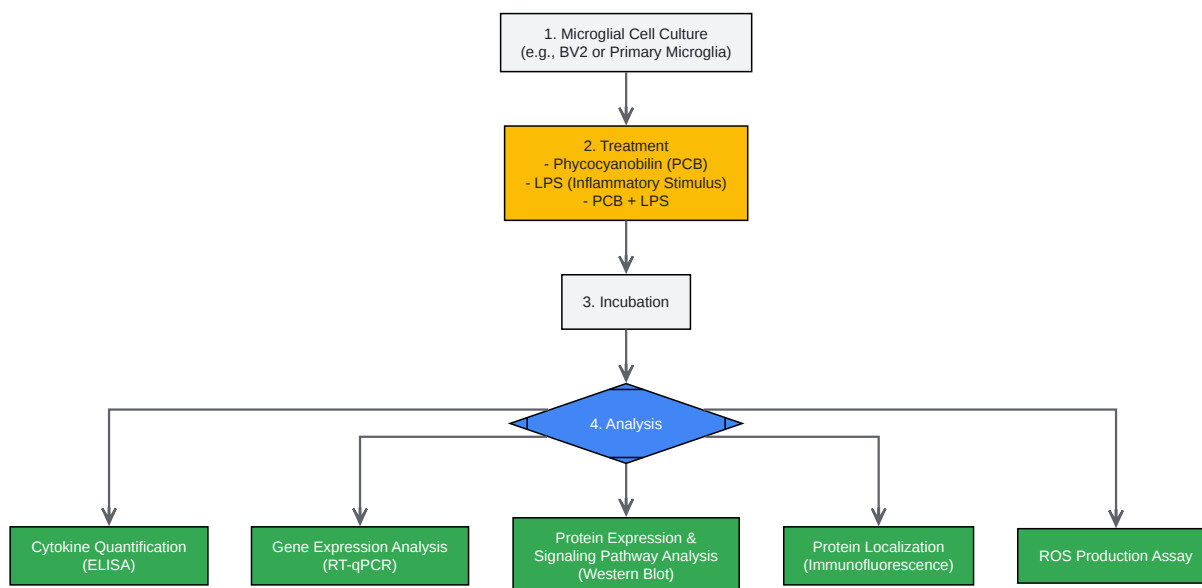 1. Microglial Cell Culture
(e.g., BV2 or Primary Microglia)
2. Treatment
- Phycocyanobilin (PCB)
- LPS (Inflammatory Stimulus)
- PCB + LPS
3. Incubation
4. Analysis
Cytokine Quantification
(ELISA)
Gene Expression Analysis
(RT-qPCR)
Protein Expression &
Signaling Pathway Analysis
(Western Blot)
Protein Localization
(Immunofluorescence)
ROS Production Assay